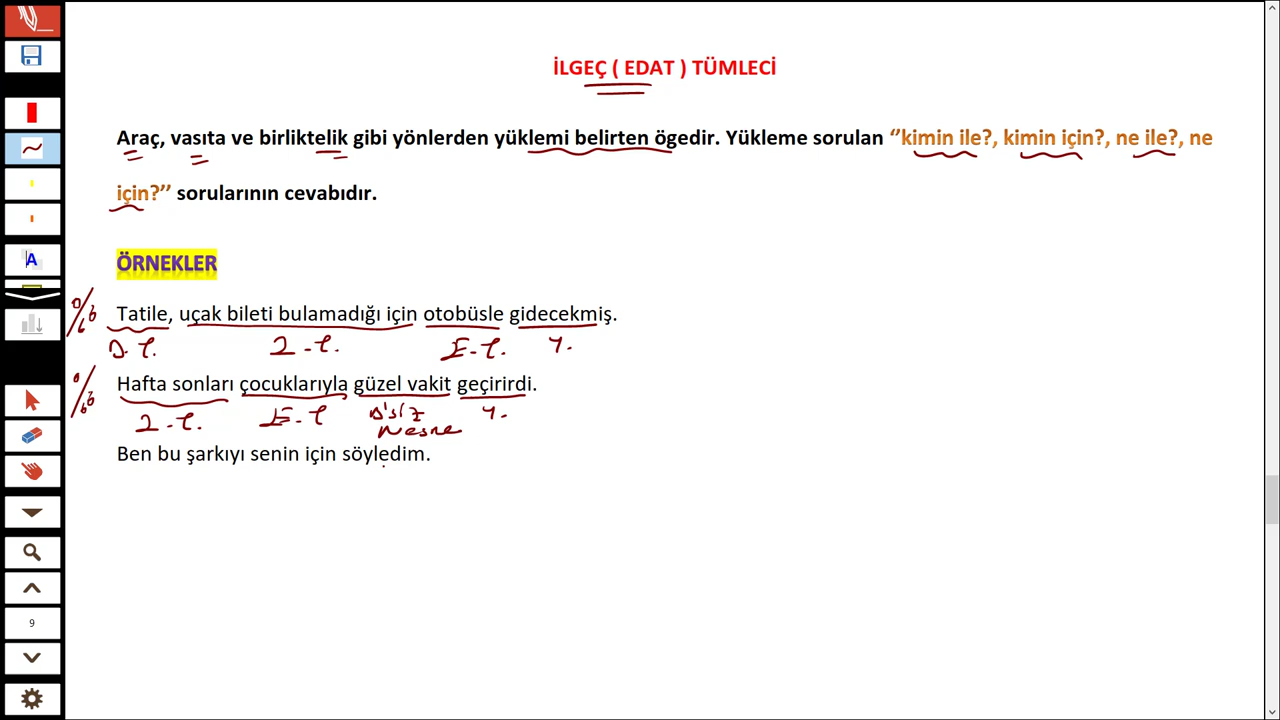 İLGEÇ ( EDAT ) TÜMLECİ
Araç, vasıta ve birliktelik gibi yönlerden yüklemi belirten ögedir. Yükleme sorulan ‘’kimin ile?, kimin için?, ne ile?, ne
için?’’ sorularının cevabıdır.
ÖRNEKLER
Tatile, uçak bileti bulamadığı için otobüsle gidecekmiş.
D.T. Z.T. E.T. Y.
Hafta sonları çocuklarıyla güzel vakit geçirirdi.
Z.T. E.T B'siz Y.
Nesne
Ben bu şarkıyı senin için söyledim.
A
9